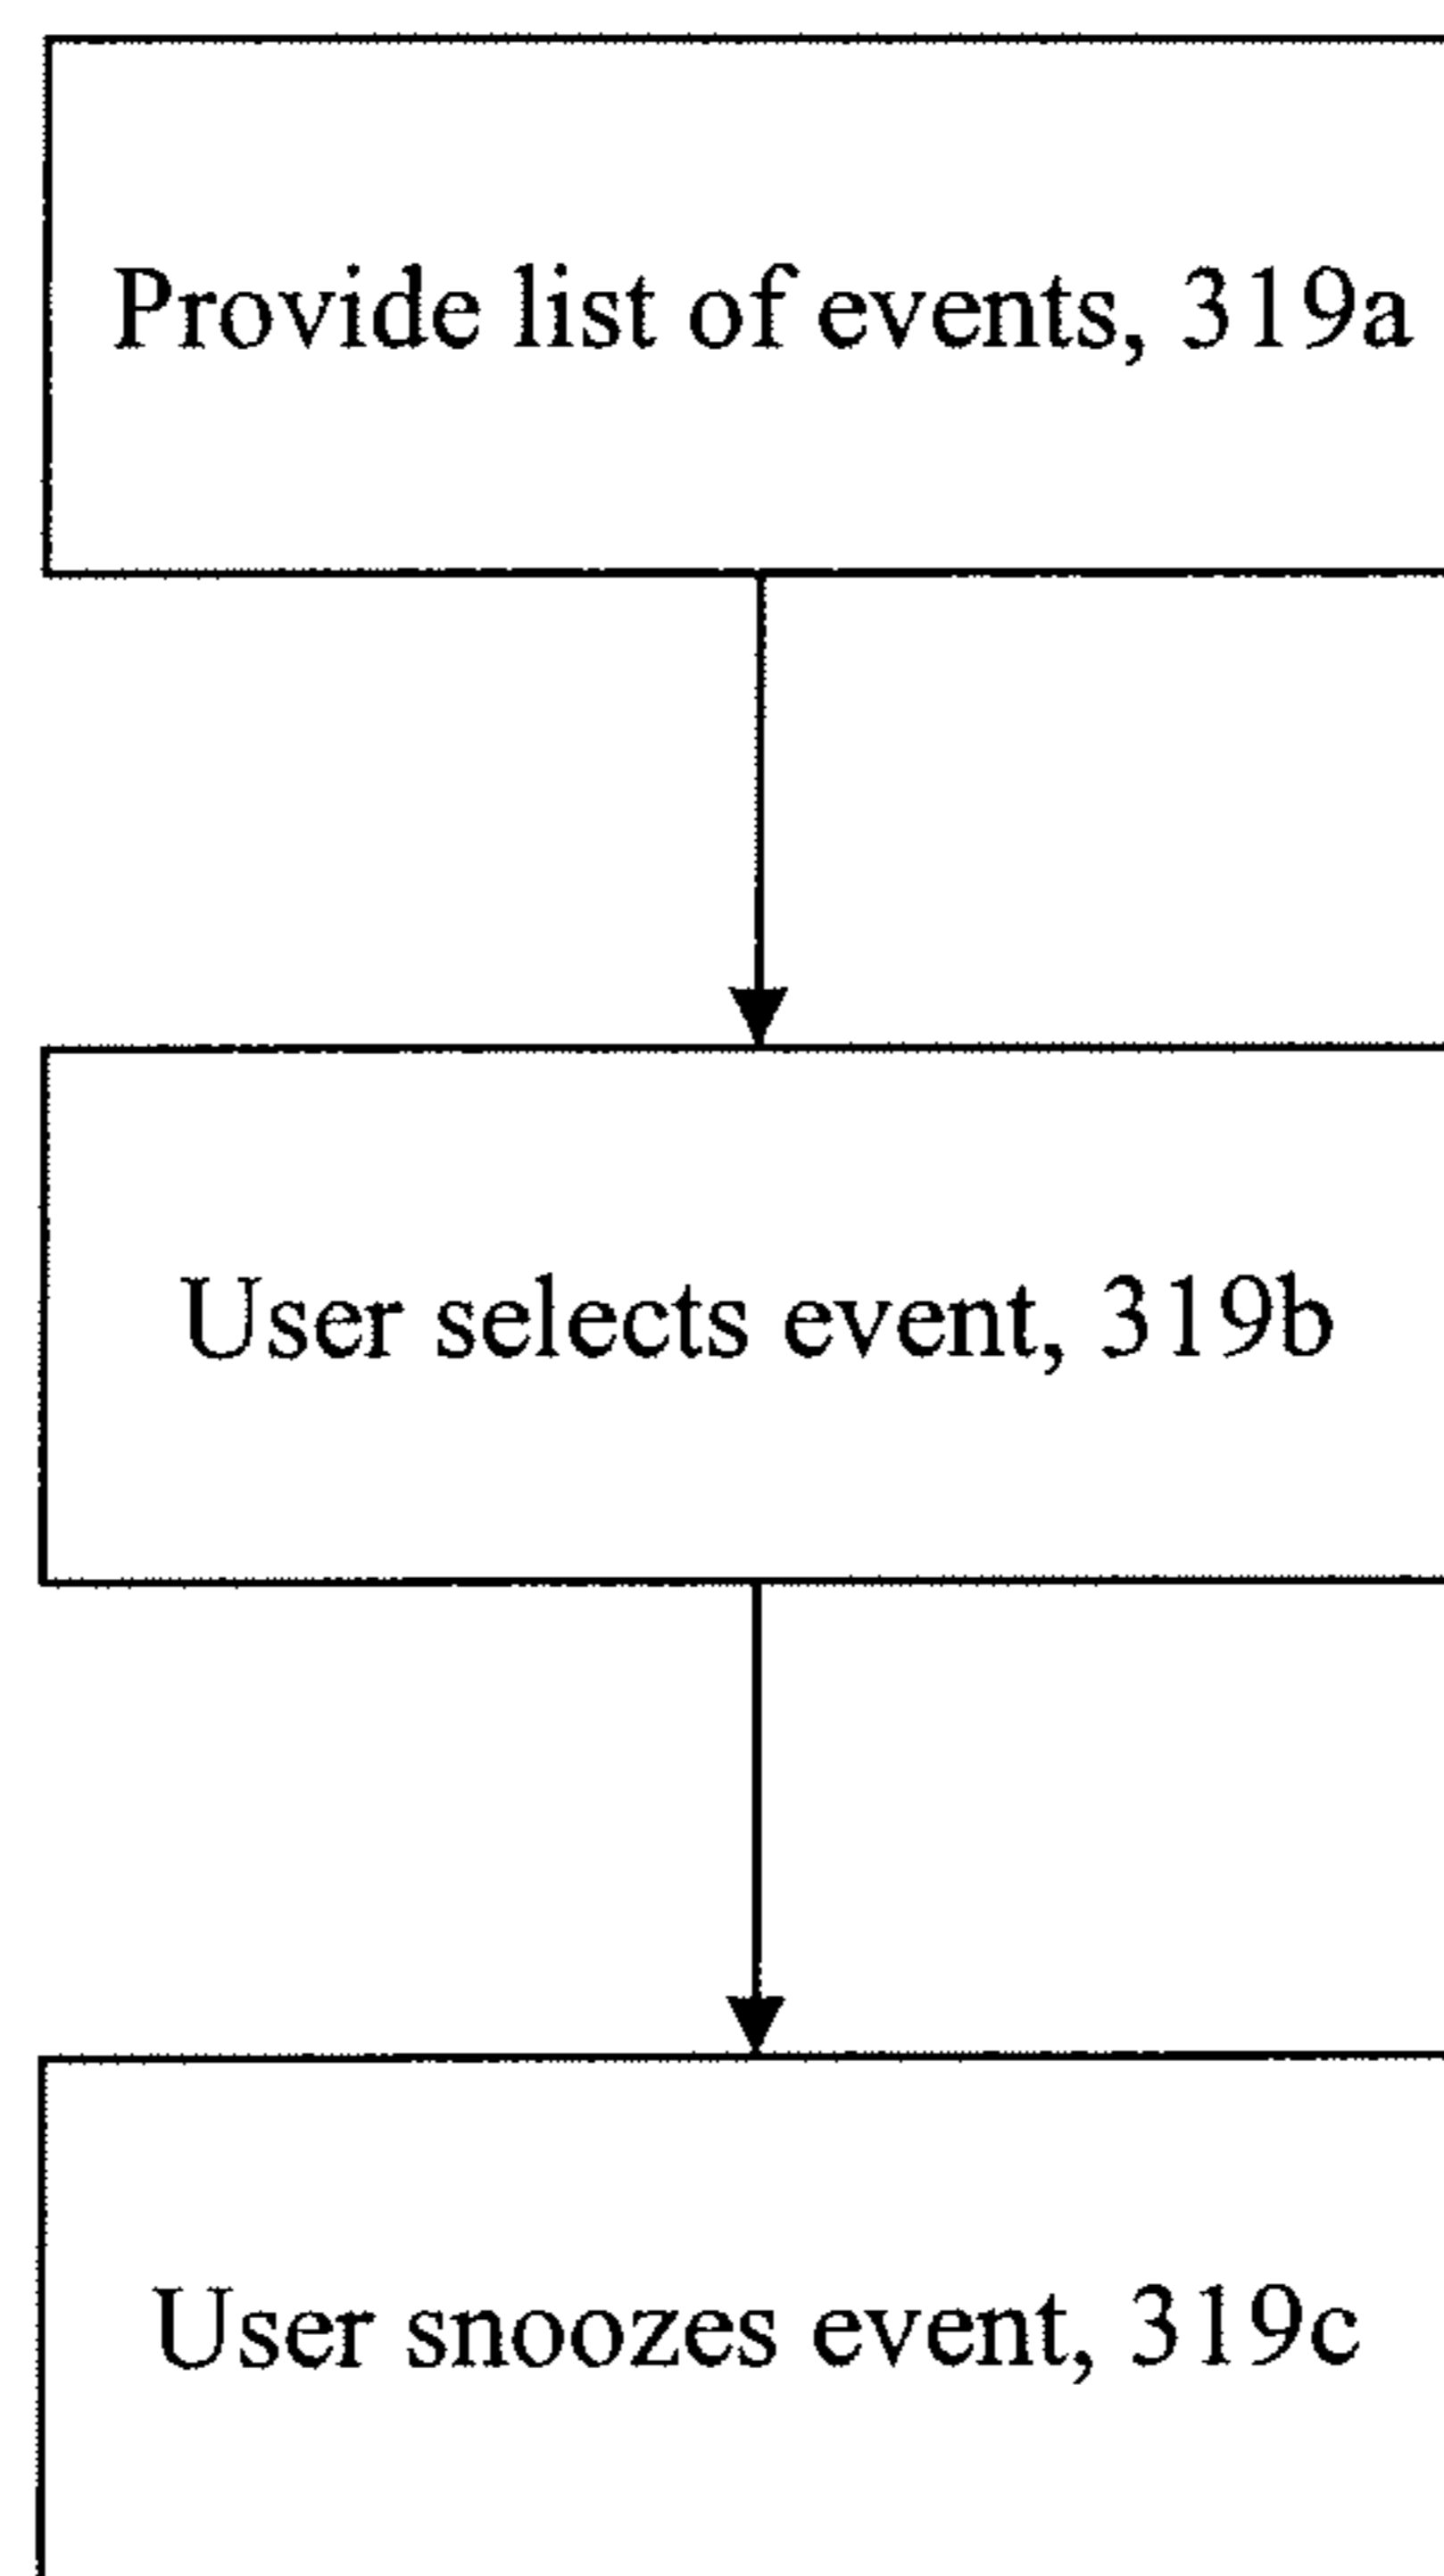 Provide list of events, 319a
User selects event, 319b
User snoozes event, 319c